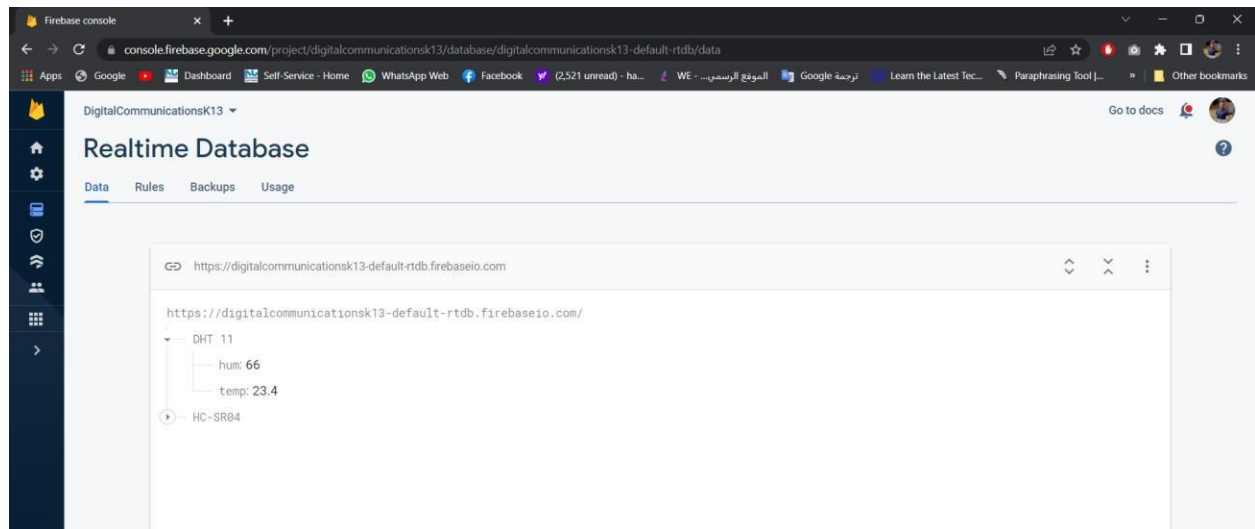 Firebase console
console.firebase.google.com/project/digitalcommunicationsk13/database/digitalcommunicationsk13-default-rtdb/data
Apps Google Dashboard Self-Service - Home WhatsApp Web Facebook (2,521 unread) - ha... WE - ...الموقع الرسمي ترجمة Google Learn the Latest Tec... Paraphrasing Tool |... » Other bookmarks
DigitalCommunicationsK13 Go to docs
Realtime Database
Data Rules Backups Usage
https://digitalcommunicationsk13-default-rtdb.firebaseio.com
https://digitalcommunicationsk13-default-rtdb.firebaseio.com/
DHT 11
hum: 66
temp: 23.4
HC-SR04